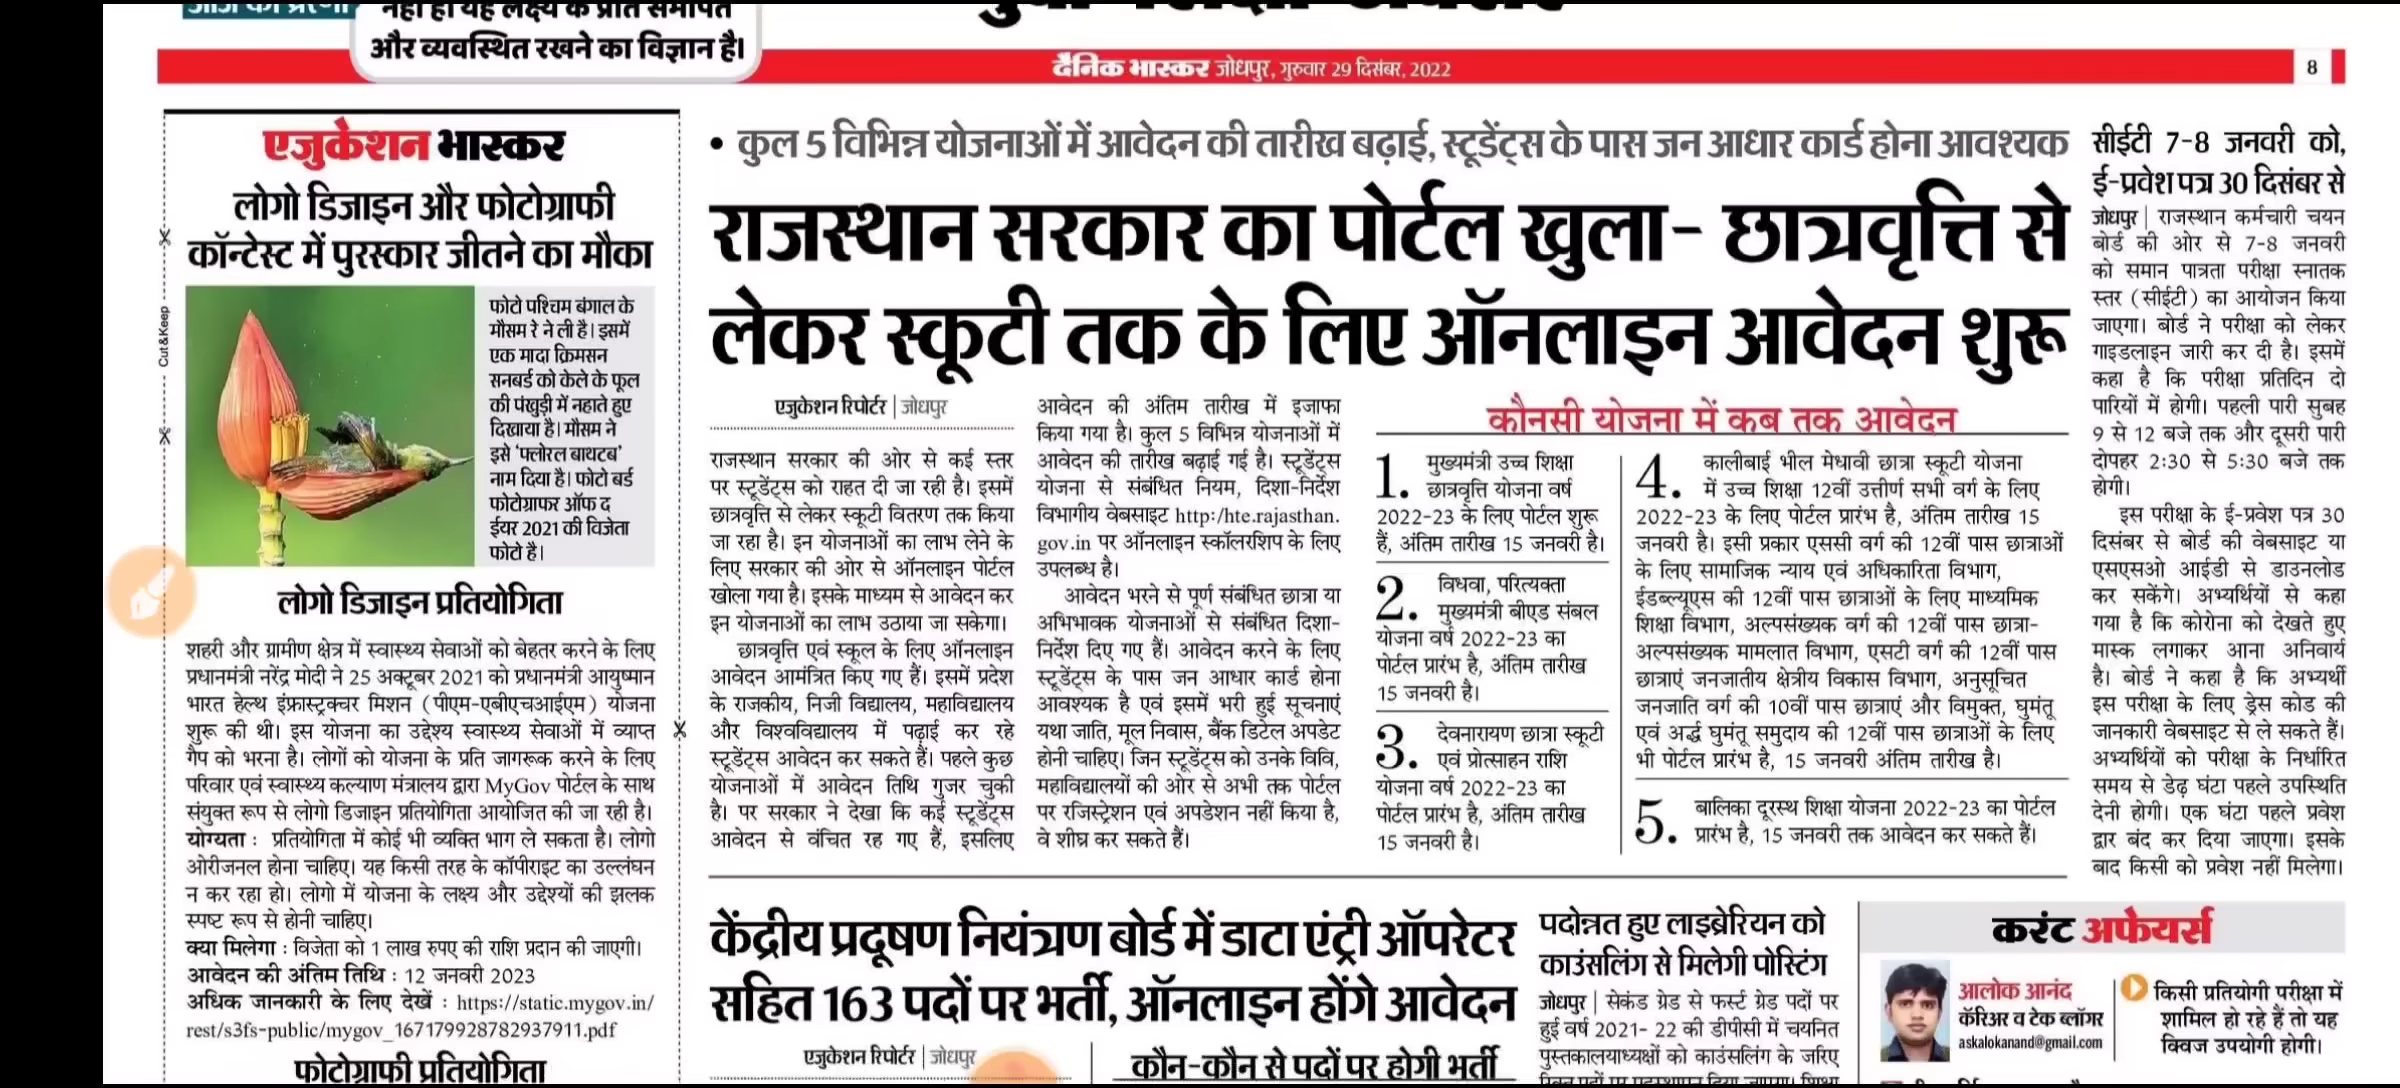 आज की प्रेरणा
नहीं हो यह लक्ष्य के प्रति समर्पित
और व्यवस्थित रखने का विज्ञान है।
दैनिक भास्कर जोधपुर, गुरुवार 29 दिसंबर, 2022
8
एजुकेशन भास्कर
लोगो डिजाइन और फोटोग्राफी
कॉन्टेस्ट में पुरस्कार जीतने का मौका
Cut&Keep
फोटो पश्चिम बंगाल के
मौसम रे ने ली है। इसमें
एक मादा क्रिमसन
सनबर्ड को केले के फूल
की पंखुड़ी में नहाते हुए
दिखाया है। मौसम ने
इसे ‘फ्लोरल बाथटब’
नाम दिया है। फोटो बर्ड
फोटोग्राफर ऑफ द
ईयर 2021 की विजेता
फोटो है।
लोगो डिजाइन प्रतियोगिता
शहरी और ग्रामीण क्षेत्र में स्वास्थ्य सेवाओं को बेहतर करने के लिए
प्रधानमंत्री नरेंद्र मोदी ने 25 अक्टूबर 2021 को प्रधानमंत्री आयुष्मान
भारत हेल्थ इंफ्रास्ट्रक्चर मिशन (पीएम-एबीएचआईएम) योजना
शुरू की थी। इस योजना का उद्देश्य स्वास्थ्य सेवाओं में व्याप्त
गैप को भरना है। लोगों को योजना के प्रति जागरूक करने के लिए
परिवार एवं स्वास्थ्य कल्याण मंत्रालय द्वारा MyGov पोर्टल के साथ
संयुक्त रूप से लोगो डिजाइन प्रतियोगिता आयोजित की जा रही है।
योग्यता : प्रतियोगिता में कोई भी व्यक्ति भाग ले सकता है। लोगो
ओरीजनल होना चाहिए। यह किसी तरह के कॉपीराइट का उल्लंघन
न कर रहा हो। लोगो में योजना के लक्ष्य और उद्देश्यों की झलक
स्पष्ट रूप से होनी चाहिए।
क्या मिलेगा : विजेता को 1 लाख रुपए की राशि प्रदान की जाएगी।
आवेदन की अंतिम तिथि : 12 जनवरी 2023
अधिक जानकारी के लिए देखें : https://static.mygov.in/
rest/s3fs-public/mygov_167179928782937911.pdf
फोटोग्राफी प्रतियोगिता
• कुल 5 विभिन्न योजनाओं में आवेदन की तारीख बढ़ाई, स्टूडेंट्स के पास जन आधार कार्ड होना आवश्यक
राजस्थान सरकार का पोर्टल खुला- छात्रवृत्ति से
लेकर स्कूटी तक के लिए ऑनलाइन आवेदन शुरू
एजुकेशन रिपोर्टर | जोधपुर
राजस्थान सरकार की ओर से कई स्तर
पर स्टूडेंट्स को राहत दी जा रही है। इसमें
छात्रवृत्ति से लेकर स्कूटी वितरण तक किया
जा रहा है। इन योजनाओं का लाभ लेने के
लिए सरकार की ओर से ऑनलाइन पोर्टल
खोला गया है। इसके माध्यम से आवेदन कर
इन योजनाओं का लाभ उठाया जा सकेगा।
छात्रवृत्ति एवं स्कूल के लिए ऑनलाइन
आवेदन आमंत्रित किए गए हैं। इसमें प्रदेश
के राजकीय, निजी विद्यालय, महाविद्यालय
और विश्वविद्यालय में पढ़ाई कर रहे
स्टूडेंट्स आवेदन कर सकते हैं। पहले कुछ
योजनाओं में आवेदन तिथि गुजर चुकी
है। पर सरकार ने देखा कि कई स्टूडेंट्स
आवेदन से वंचित रह गए हैं, इसलिए
आवेदन की अंतिम तारीख में इजाफा
किया गया है। कुल 5 विभिन्न योजनाओं में
आवेदन की तारीख बढ़ाई गई है। स्टूडेंट्स
योजना से संबंधित नियम, दिशा-निर्देश
विभागीय वेबसाइट http:/hte.rajasthan.
gov.in पर ऑनलाइन स्कॉलरशिप के लिए
उपलब्ध है।
आवेदन भरने से पूर्ण संबंधित छात्रा या
अभिभावक योजनाओं से संबंधित दिशा-
निर्देश दिए गए हैं। आवेदन करने के लिए
स्टूडेंट्स के पास जन आधार कार्ड होना
आवश्यक है एवं इसमें भरी हुई सूचनाएं
यथा जाति, मूल निवास, बैंक डिटेल अपडेट
होनी चाहिए। जिन स्टूडेंट्स को उनके विवि,
महाविद्यालयों की ओर से अभी तक पोर्टल
पर रजिस्ट्रेशन एवं अपडेशन नहीं किया है,
वे शीघ्र कर सकते हैं।
कौनसी योजना में कब तक आवेदन
1. मुख्यमंत्री उच्च शिक्षा
छात्रवृत्ति योजना वर्ष
2022-23 के लिए पोर्टल शुरू
हैं, अंतिम तारीख 15 जनवरी है।
2. विधवा, परित्यक्ता
मुख्यमंत्री बीएड संबल
योजना वर्ष 2022-23 का
पोर्टल प्रारंभ है, अंतिम तारीख
15 जनवरी है।
3. देवनारायण छात्रा स्कूटी
एवं प्रोत्साहन राशि
योजना वर्ष 2022-23 का
पोर्टल प्रारंभ है, अंतिम तारीख
15 जनवरी है।
4. कालीबाई भील मेधावी छात्रा स्कूटी योजना
में उच्च शिक्षा 12वीं उत्तीर्ण सभी वर्ग के लिए
2022-23 के लिए पोर्टल प्रारंभ है, अंतिम तारीख 15
जनवरी है। इसी प्रकार एससी वर्ग की 12वीं पास छात्राओं
के लिए सामाजिक न्याय एवं अधिकारिता विभाग,
ईडब्ल्यूएस की 12वीं पास छात्राओं के लिए माध्यमिक
शिक्षा विभाग, अल्पसंख्यक वर्ग की 12वीं पास छात्रा-
अल्पसंख्यक मामलात विभाग, एसटी वर्ग की 12वीं पास
छात्राएं जनजातीय क्षेत्रीय विकास विभाग, अनुसूचित
जनजाति वर्ग की 10वीं पास छात्राएं और विमुक्त, घुमंतू
एवं अर्द्ध घुमंतू समुदाय की 12वीं पास छात्राओं के लिए
भी पोर्टल प्रारंभ है, 15 जनवरी अंतिम तारीख है।
5. बालिका दूरस्थ शिक्षा योजना 2022-23 का पोर्टल
प्रारंभ है, 15 जनवरी तक आवेदन कर सकते हैं।
सीईटी 7-8 जनवरी को,
ई-प्रवेश पत्र 30 दिसंबर से
जोधपुर | राजस्थान कर्मचारी चयन
बोर्ड की ओर से 7-8 जनवरी
को समान पात्रता परीक्षा स्नातक
स्तर (सीईटी) का आयोजन किया
जाएगा। बोर्ड ने परीक्षा को लेकर
गाइडलाइन जारी कर दी है। इसमें
कहा है कि परीक्षा प्रतिदिन दो
पारियों में होगी। पहली पारी सुबह
9 से 12 बजे तक और दूसरी पारी
दोपहर 2:30 से 5:30 बजे तक
होगी।
इस परीक्षा के ई-प्रवेश पत्र 30
दिसंबर से बोर्ड की वेबसाइट या
एसएसओ आईडी से डाउनलोड
कर सकेंगे। अभ्यर्थियों से कहा
गया है कि कोरोना को देखते हुए
मास्क लगाकर आना अनिवार्य
है। बोर्ड ने कहा है कि अभ्यर्थी
इस परीक्षा के लिए ड्रेस कोड की
जानकारी वेबसाइट से ले सकते हैं।
अभ्यर्थियों को परीक्षा के निर्धारित
समय से डेढ़ घंटा पहले उपस्थिति
देनी होगी। एक घंटा पहले प्रवेश
द्वार बंद कर दिया जाएगा। इसके
बाद किसी को प्रवेश नहीं मिलेगा।
केंद्रीय प्रदूषण नियंत्रण बोर्ड में डाटा एंट्री ऑपरेटर
सहित 163 पदों पर भर्ती, ऑनलाइन होंगे आवेदन
एजुकेशन रिपोर्टर | जोधपुर
कौन-कौन से पदों पर होगी भर्ती
पदोन्नत हुए लाइब्रेरियन को
काउंसलिंग से मिलेगी पोस्टिंग
जोधपुर | सेकंड ग्रेड से फर्स्ट ग्रेड पदों पर
हुई वर्ष 2021- 22 की डीपीसी में चयनित
पुस्तकालयाध्यक्षों को काउंसलिंग के जरिए
करंट अफेयर्स
आलोक आनंद
कॅरिअर व टेक ब्लॉगर
askalokanand@gmail.com
किसी प्रतियोगी परीक्षा में
शामिल हो रहे हैं तो यह
क्विज उपयोगी होगी।